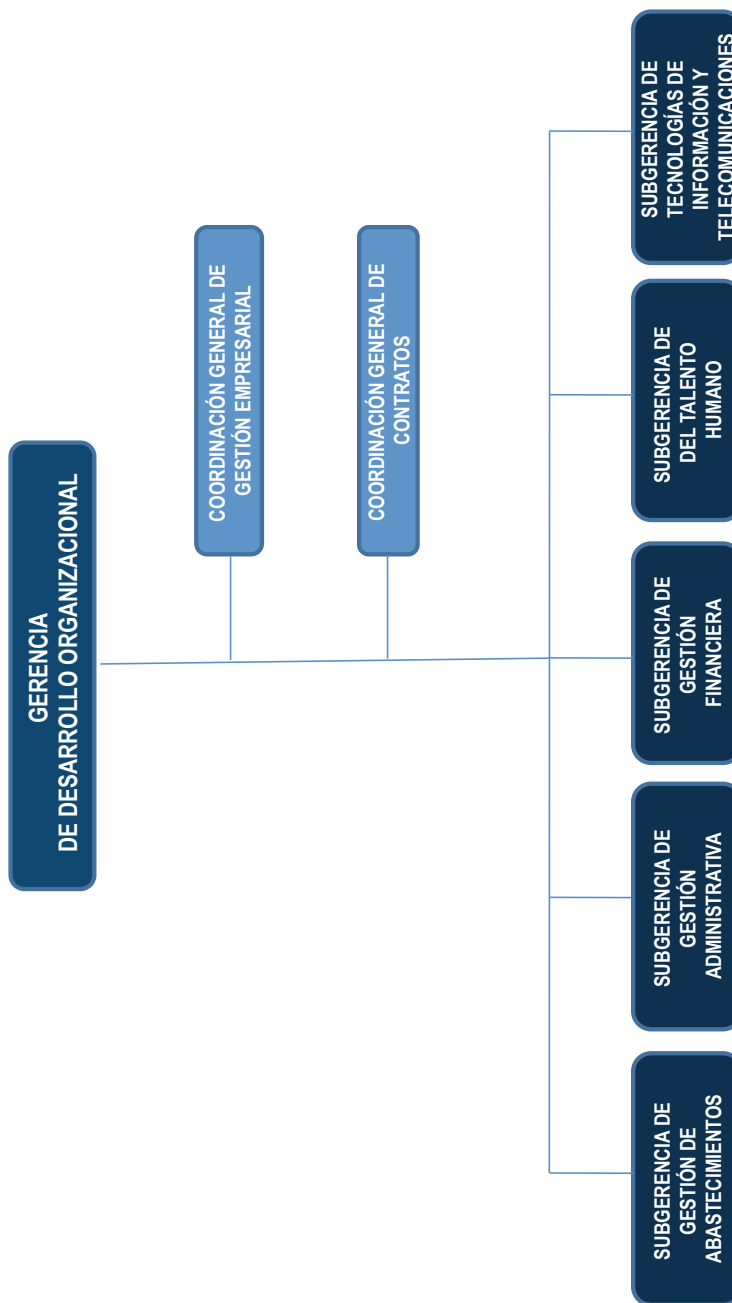 GERENCIA
DE DESARROLLO ORGANIZACIONAL
COORDINACIÓN GENERAL DE
GESTIÓN EMPRESARIAL
COORDINACIÓN GENERAL DE
CONTRATOS
SUBGERENCIA DE
GESTIÓN DE
ABASTECIMIENTOS
SUBGERENCIA DE
GESTIÓN
ADMINISTRATIVA
SUBGERENCIA DE
GESTIÓN
FINANCIERA
SUBGERENCIA DE
DEL TALENTO
HUMANO
SUBGERENCIA DE
TECNOLOGÍAS DE
INFORMACIÓN Y
TELECOMUNICACIONES